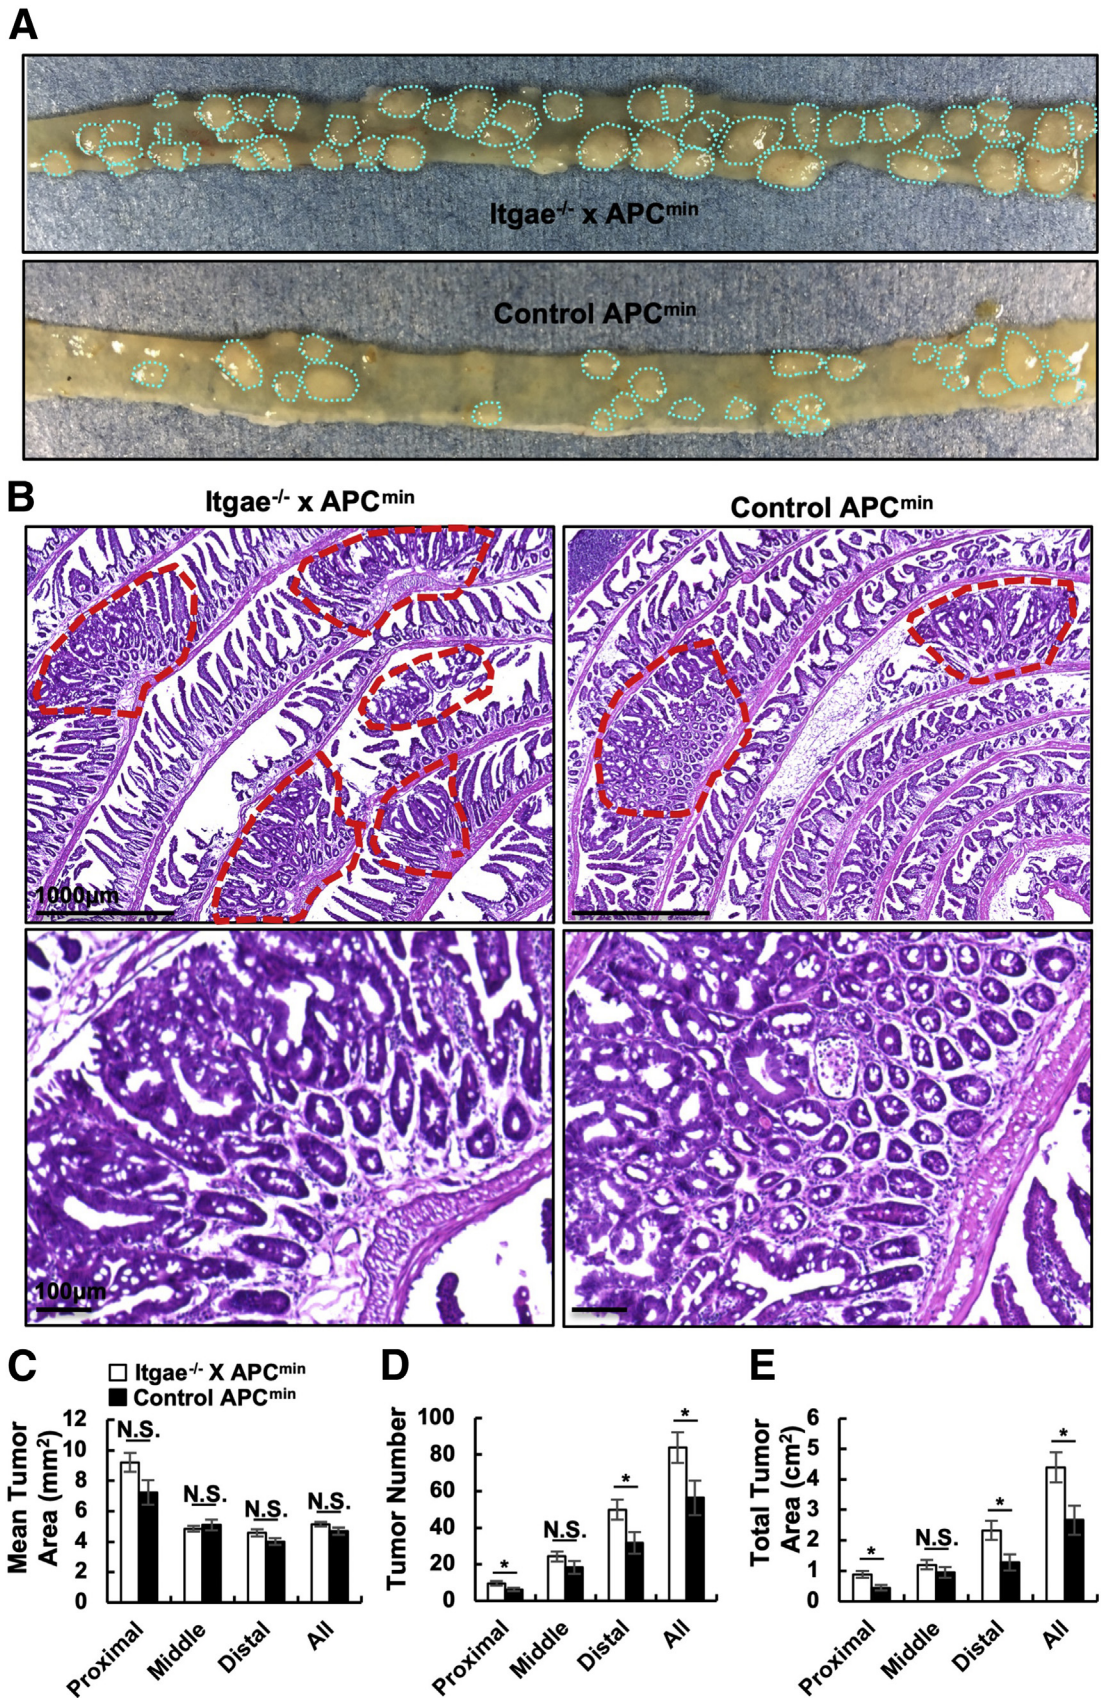 A
Itgae-/- x APCmin
Control APCmin
B
Itgae-/- x APCmin
Control APCmin
1000µm
100µm
C
Itgae-/- X APCmin
Control APCmin
Mean Tumor
Area (mm2)
12
10
8
6
4
2
0
N.S.
N.S.
N.S.
N.S.
Proximal
Middle
Distal
All
D
Tumor Number
100
80
60
40
20
0
*
N.S.
*
*
Proximal
Middle
Distal
All
E
Total Tumor
Area (cm2)
6
5
4
3
2
1
0
*
N.S.
*
*
Proximal
Middle
Distal
All